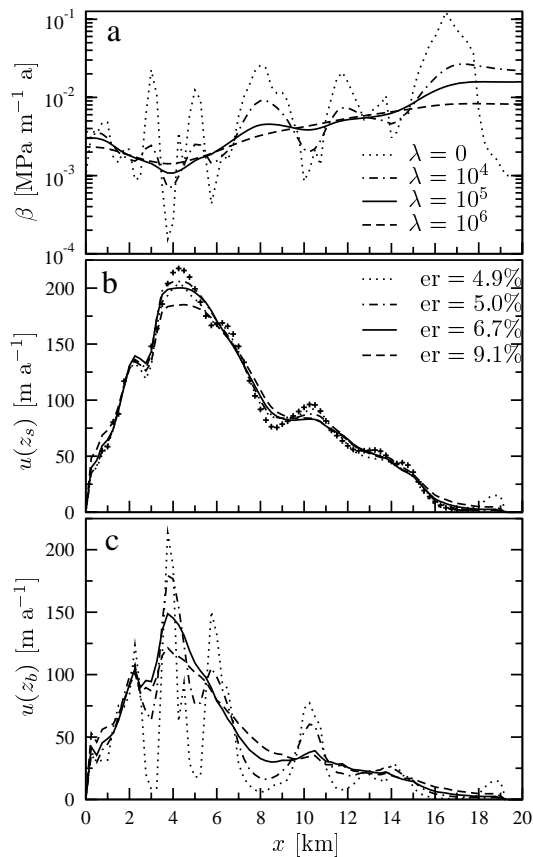 a
10⁻¹
10⁻²
10⁻³
10⁻⁴
β [MPa m⁻¹ a]
λ = 0
λ = 10⁴
λ = 10⁵
λ = 10⁶
b
200
150
100
50
0
u(z_s) [m a⁻¹]
er = 4.9%
er = 5.0%
er = 6.7%
er = 9.1%
c
200
150
100
50
0
u(z_b) [m a⁻¹]
0 2 4 6 8 10 12 14 16 18 20
x [km]